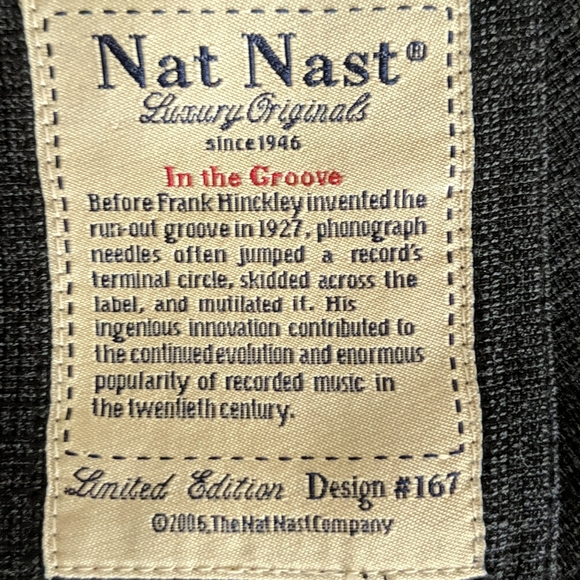 Nat Nast®
Luxury Originals
since 1946
In the Groove
Before Frank Hinckley invented the
run-out groove in 1927, phonograph
needles often jumped a record's
terminal circle, skidded across the
label, and mutilated it. His
ingenious innovation contributed to
the continued evolution and enormous
popularity of recorded music in
the twentieth century.
Limited Edition Design #167
©2006, The Nat Nast Company